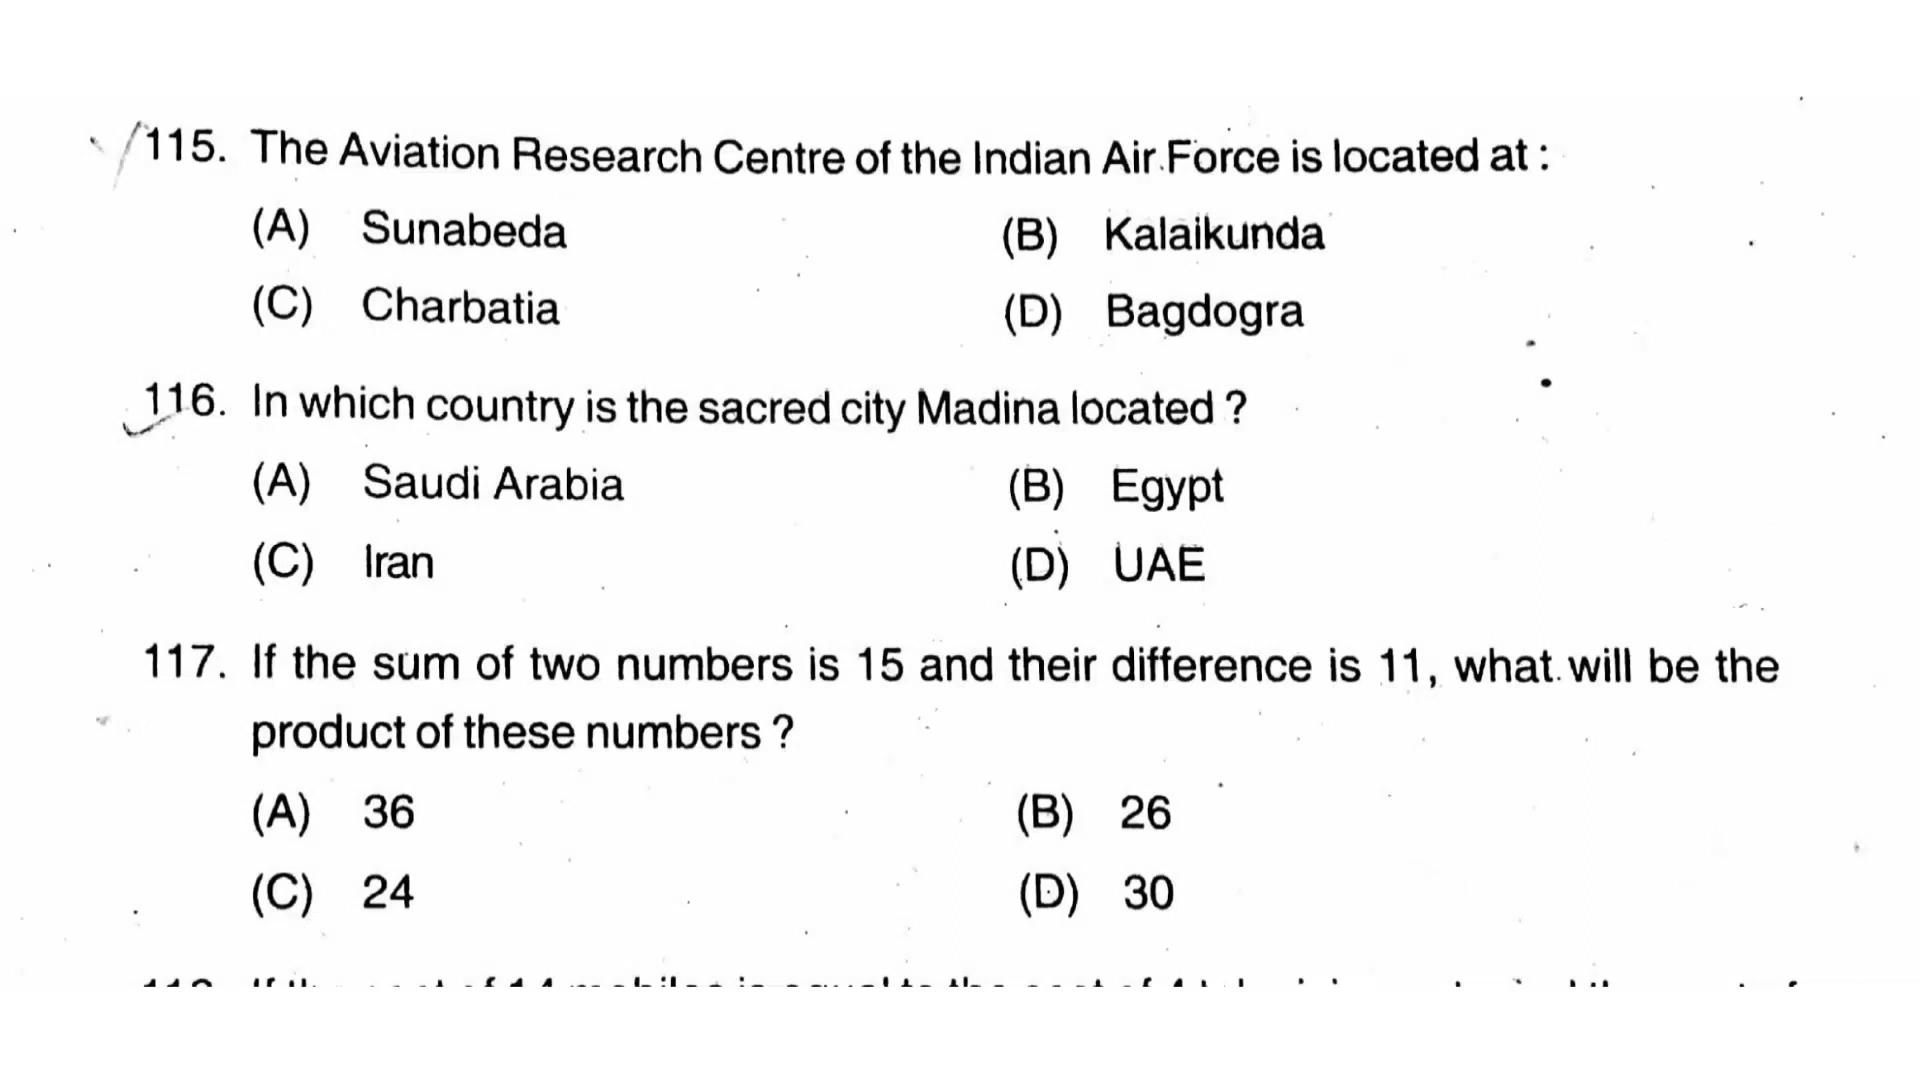 115. The Aviation Research Centre of the Indian Air Force is located at :
(A) Sunabeda (B) Kalaikunda
(C) Charbatia (D) Bagdogra
116. In which country is the sacred city Madina located ?
(A) Saudi Arabia (B) Egypt
(C) Iran (D) UAE
117. If the sum of two numbers is 15 and their difference is 11, what will be the
product of these numbers ?
(A) 36 (B) 26
(C) 24 (D) 30